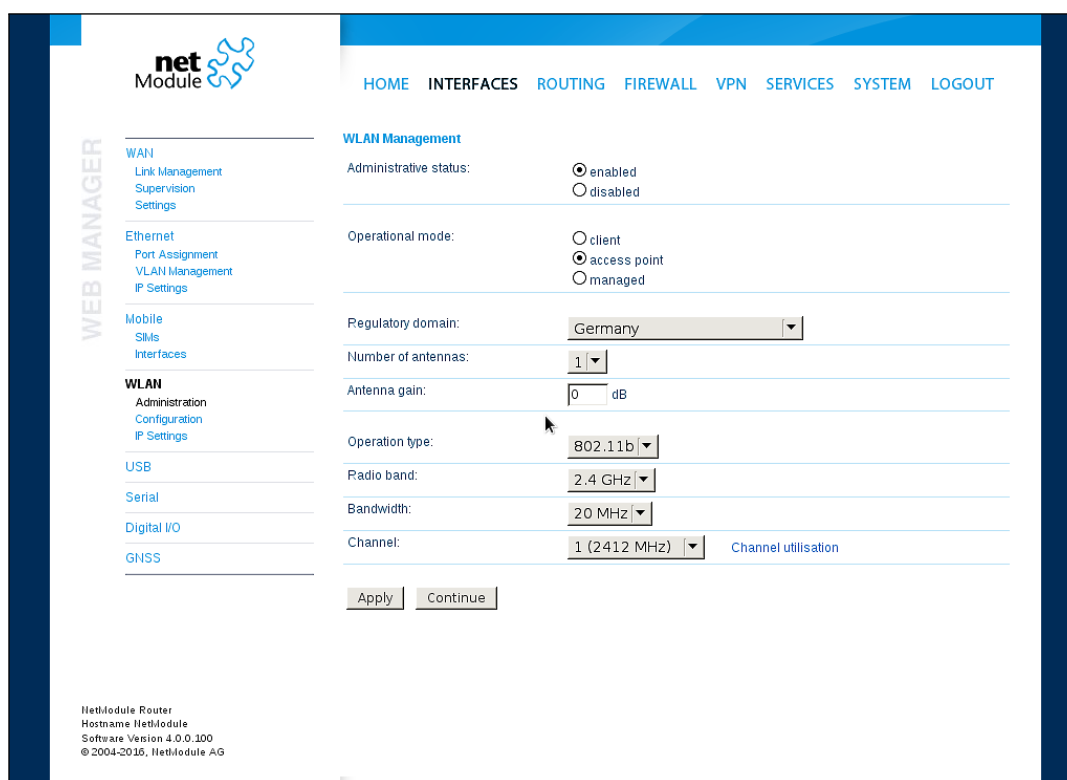 net
Module
HOME INTERFACES ROUTING FIREWALL VPN SERVICES SYSTEM LOGOUT
WEB MANAGER
WAN
Link Management
Supervision
Settings
Ethernet
Port Assignment
VLAN Management
IP Settings
Mobile
SIMs
Interfaces
WLAN
Administration
Configuration
IP Settings
USB
Serial
Digital I/O
GNSS
WLAN Management
Administrative status:
enabled
disabled
Operational mode:
client
access point
managed
Regulatory domain: Germany
Number of antennas: 1
Antenna gain: 0 dB
Operation type: 802.11b
Radio band: 2.4 GHz
Bandwidth: 20 MHz
Channel: 1 (2412 MHz) Channel utilisation
Apply Continue
NetModule Router
Hostname NetModule
Software Version 4.0.0.100
© 2004-2016, NetModule AG